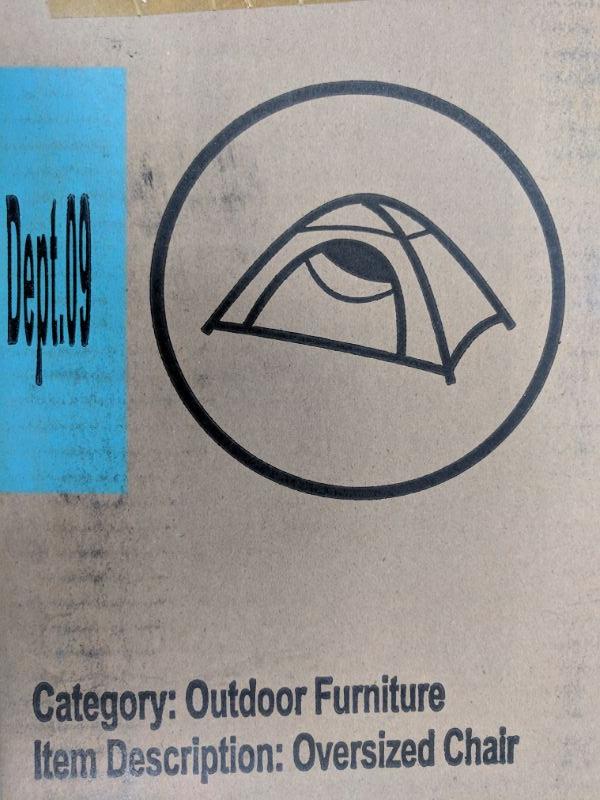 Dept.09
Category: Outdoor Furniture
Item Description: Oversized Chair